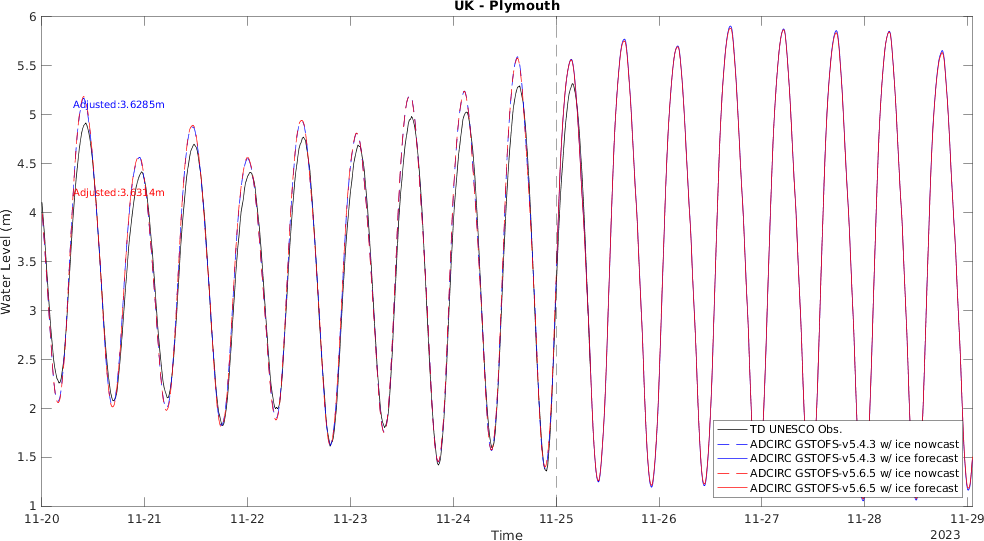 UK - Plymouth
6
5.5
5
4.5
4
3.5
3
2.5
2
1.5
1
Water Level (m)
Adjusted:3.6285m
Adjusted:3.6314m
TD UNESCO Obs.
ADCIRC GSTOFS-v5.4.3 w/ ice nowcast
ADCIRC GSTOFS-v5.4.3 w/ ice forecast
ADCIRC GSTOFS-v5.6.5 w/ ice nowcast
ADCIRC GSTOFS-v5.6.5 w/ ice forecast
11-20 11-21 11-22 11-23 11-24 11-25 11-26 11-27 11-28 11-29
Time
2023